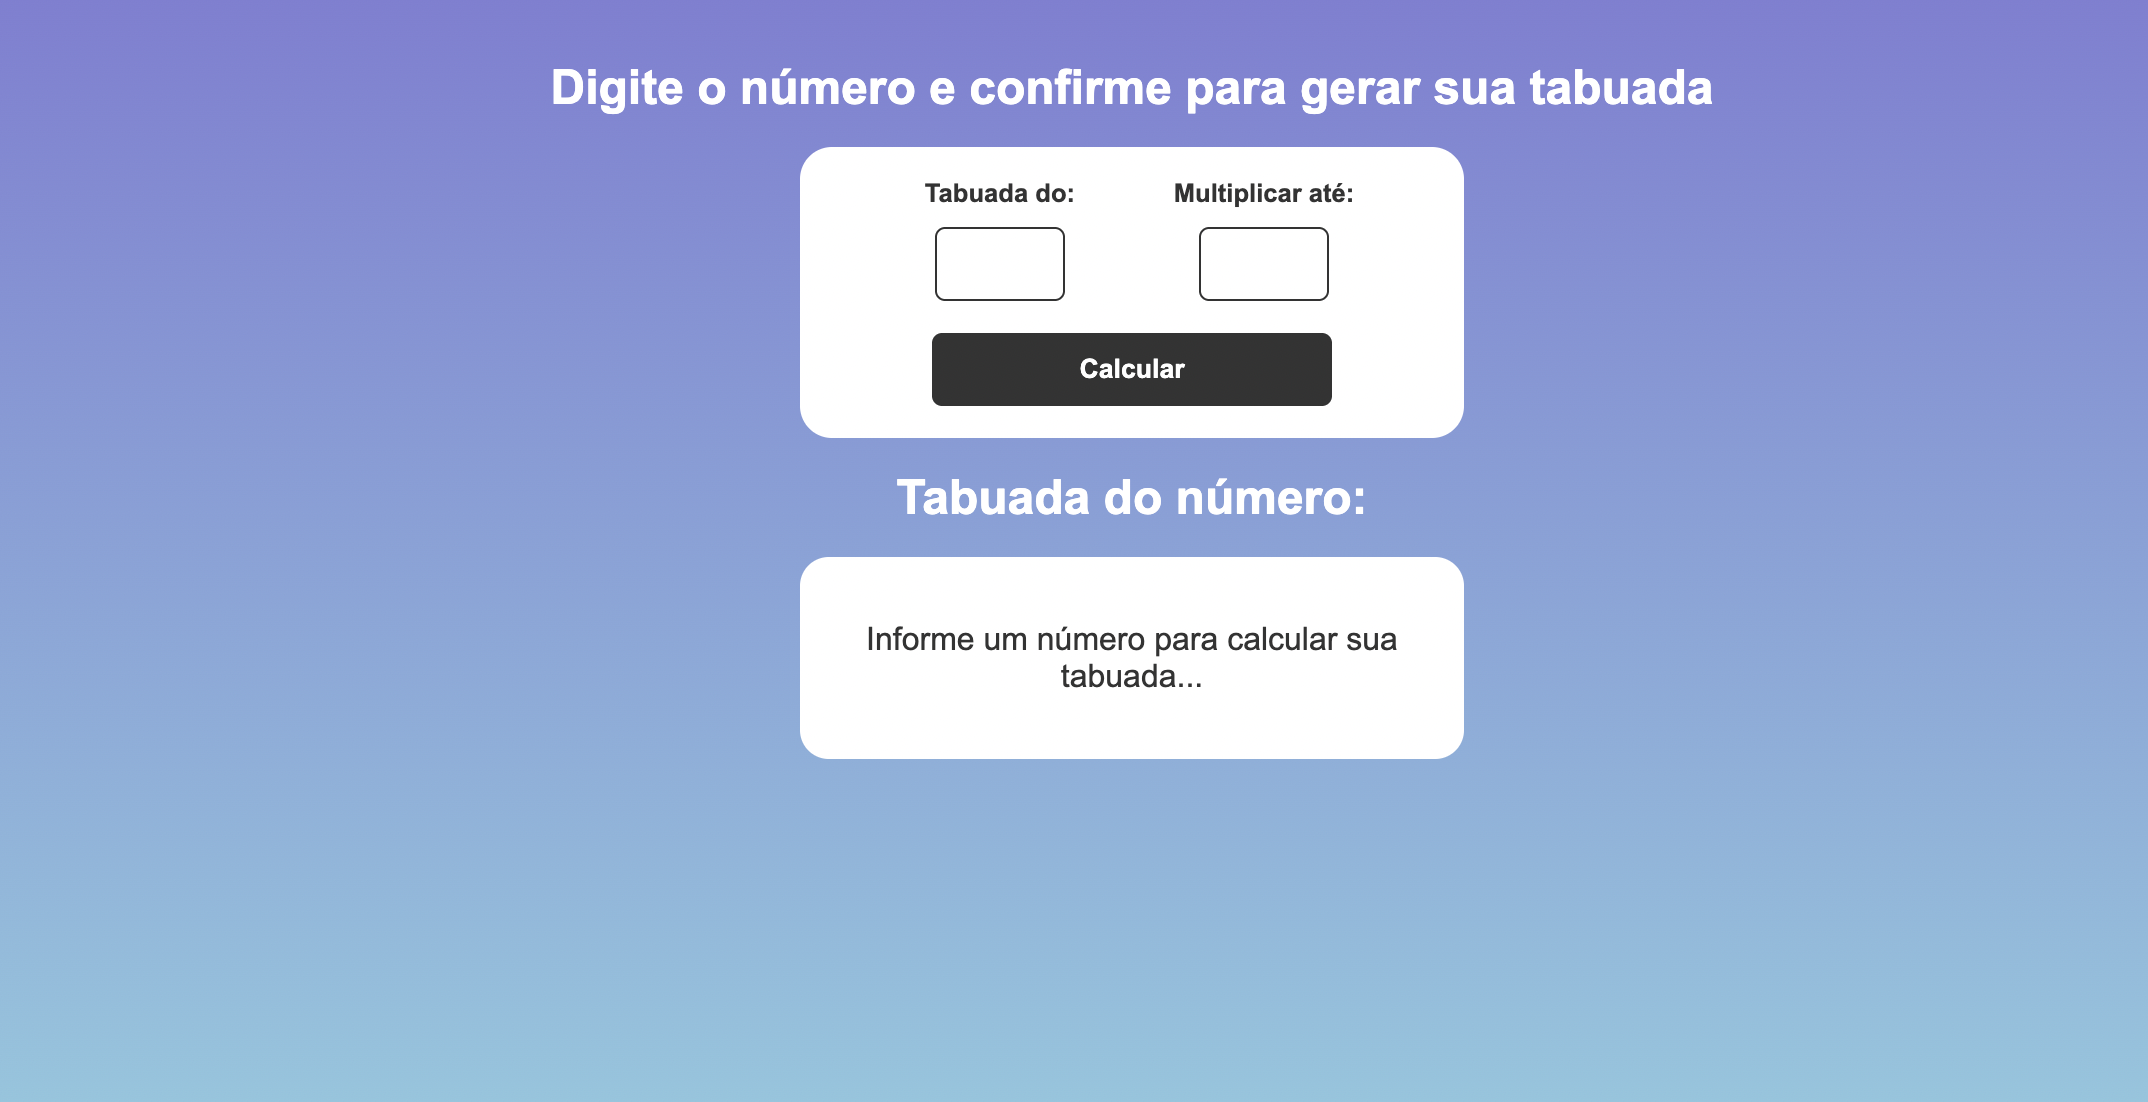 Digite o número e confirme para gerar sua tabuada
Tabuada do:
Multiplicar até:
Calcular
Tabuada do número:
Informe um número para calcular sua
tabuada...